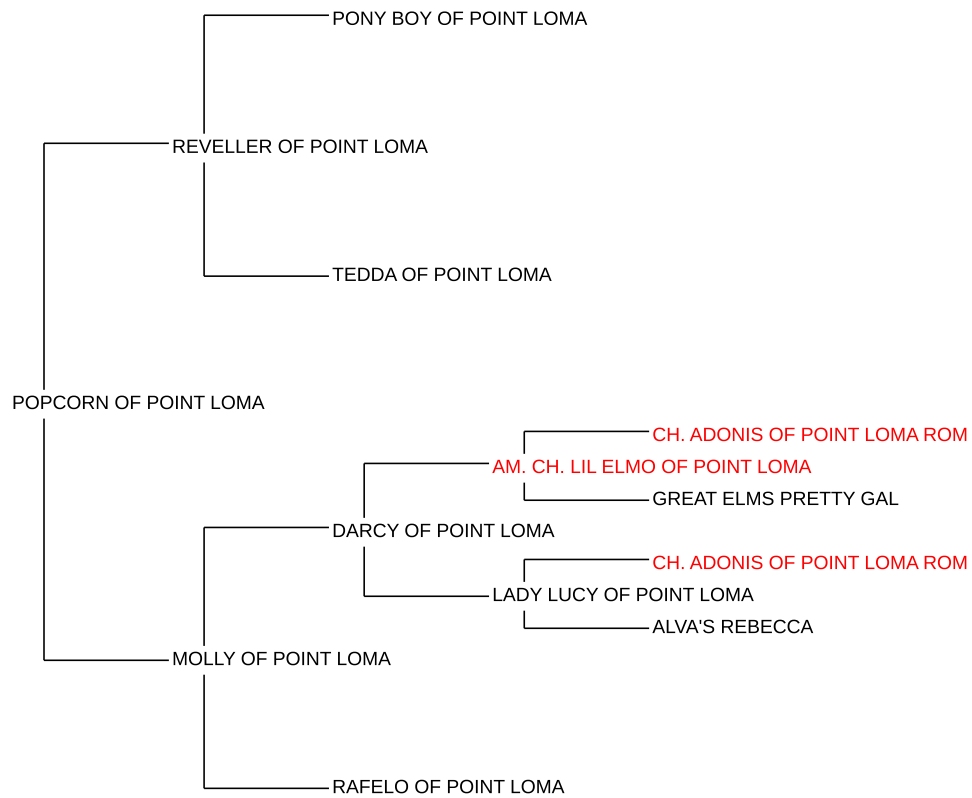 PONY BOY OF POINT LOMA
REVELLER OF POINT LOMA
TEDDA OF POINT LOMA
POPCORN OF POINT LOMA
CH. ADONIS OF POINT LOMA ROM
AM. CH. LIL ELMO OF POINT LOMA
GREAT ELMS PRETTY GAL
DARCY OF POINT LOMA
CH. ADONIS OF POINT LOMA ROM
LADY LUCY OF POINT LOMA
ALVA'S REBECCA
MOLLY OF POINT LOMA
RAFELO OF POINT LOMA